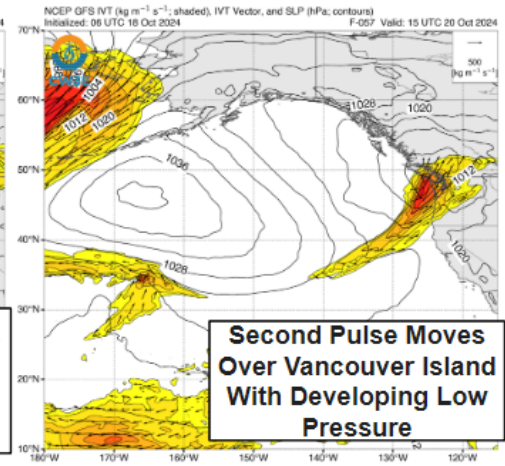 NCEP GFS IVT (kg m⁻¹ s⁻¹; shaded), IVT Vector, and SLP (hPa; contours)
Initialized: 06 UTC 18 Oct 2024 F-057 Valid: 15 UTC 20 Oct 2024
70°N
500
[kg m⁻¹ s⁻¹]
1004
1028
1020
60°N
1012
1020
1036
50°N
1012
40°N
1028
1020
30°N
Second Pulse Moves
Over Vancouver Island
With Developing Low
Pressure
20°N
10°N
180°W 170°W 160°W 150°W 140°W 130°W 120°W